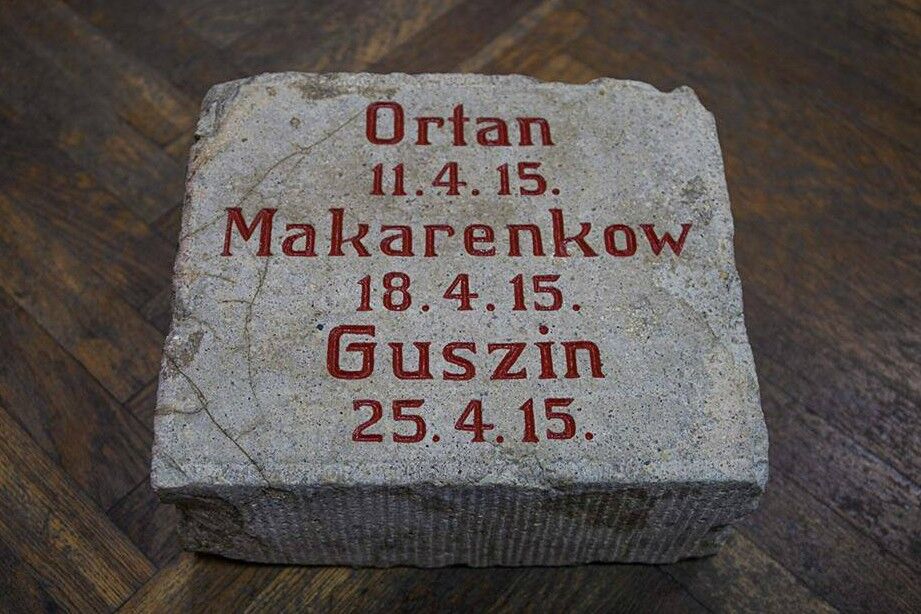 Ortan
11.4.15.
Makarenkow
18.4.15.
Guszin
25.4.15.